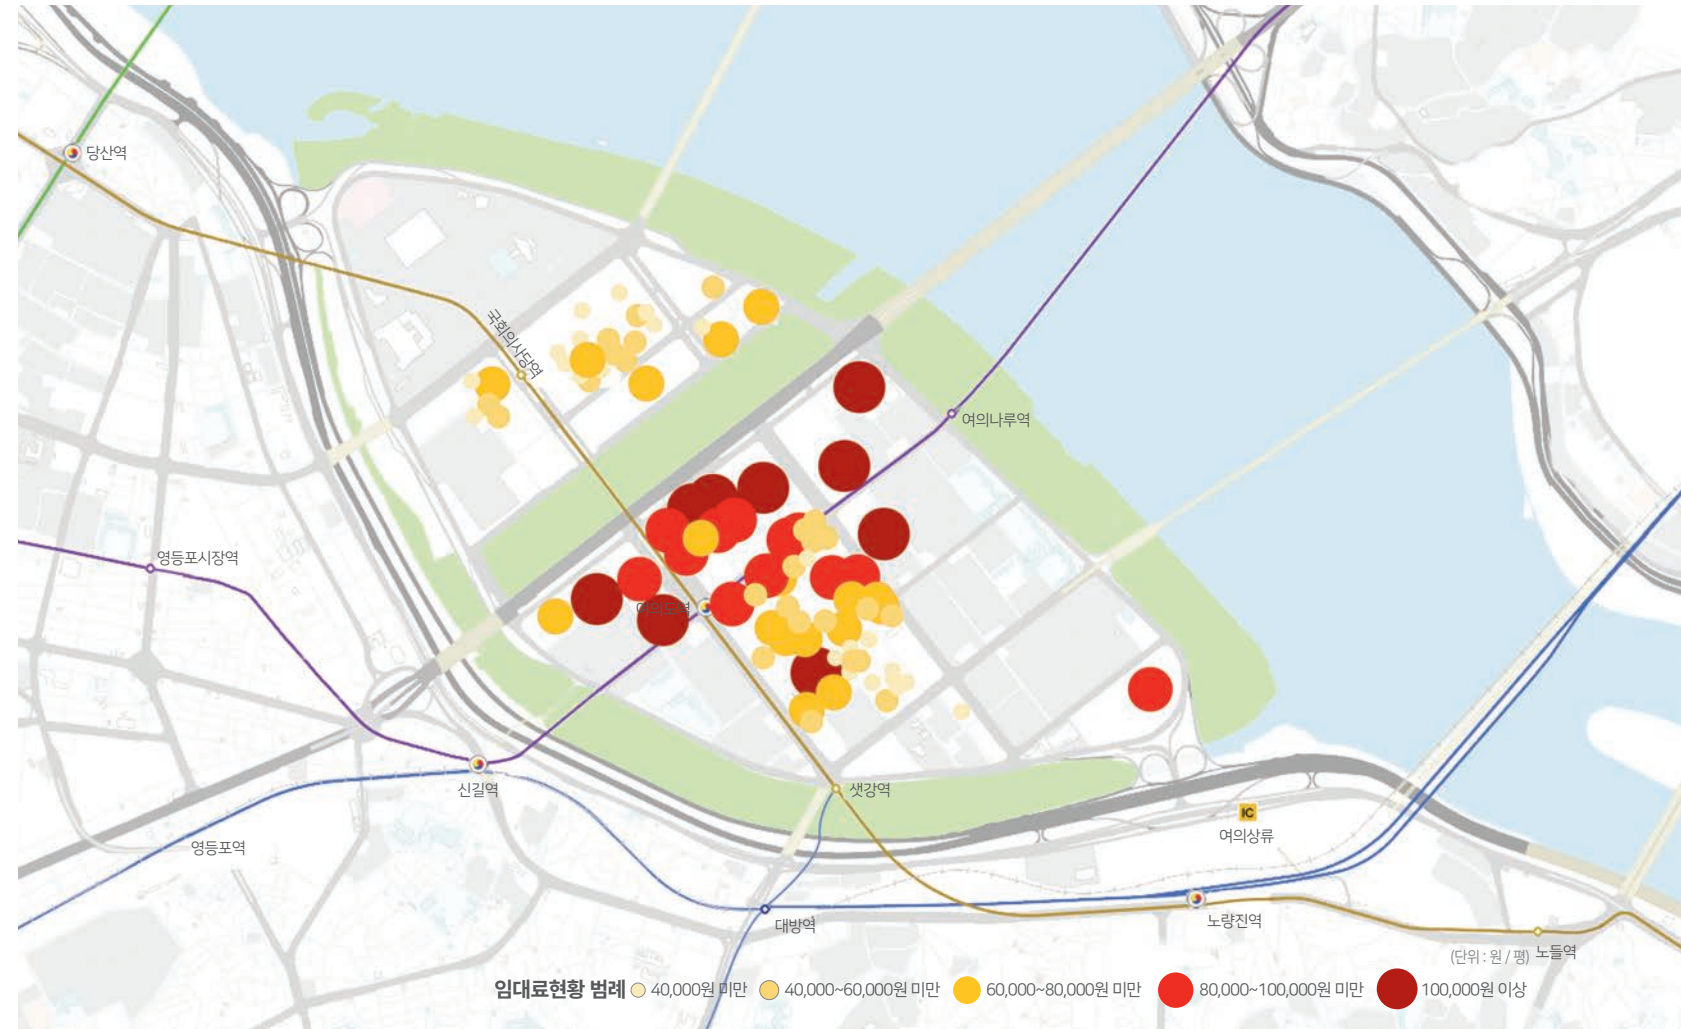 당산역
국회의사당역
여의나루역
영등포시장역
여의도역
신길역
샛강역
IC
여의상류
영등포역
대방역
노량진역
노들역
(단위 : 원 / 평)
임대료현황 범례 40,000원 미만 40,000~60,000원 미만 60,000~80,000원 미만 80,000~100,000원 미만 100,000원 이상